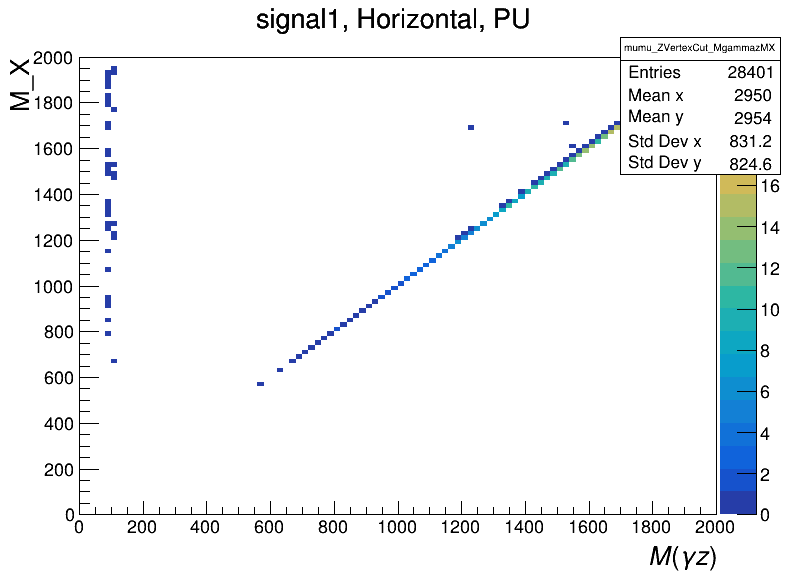 signal1, Horizontal, PU
M_X
mumu_ZVertexCut_MgammazMX
Entries 28401
Mean x 2950
Mean y 2954
Std Dev x 831.2
Std Dev y 824.6
2000
1800
1600
1400
1200
1000
800
600
400
200
0
16
14
12
10
8
6
4
2
0
0 200 400 600 800 1000 1200 1400 1600 1800 2000
M(γz)